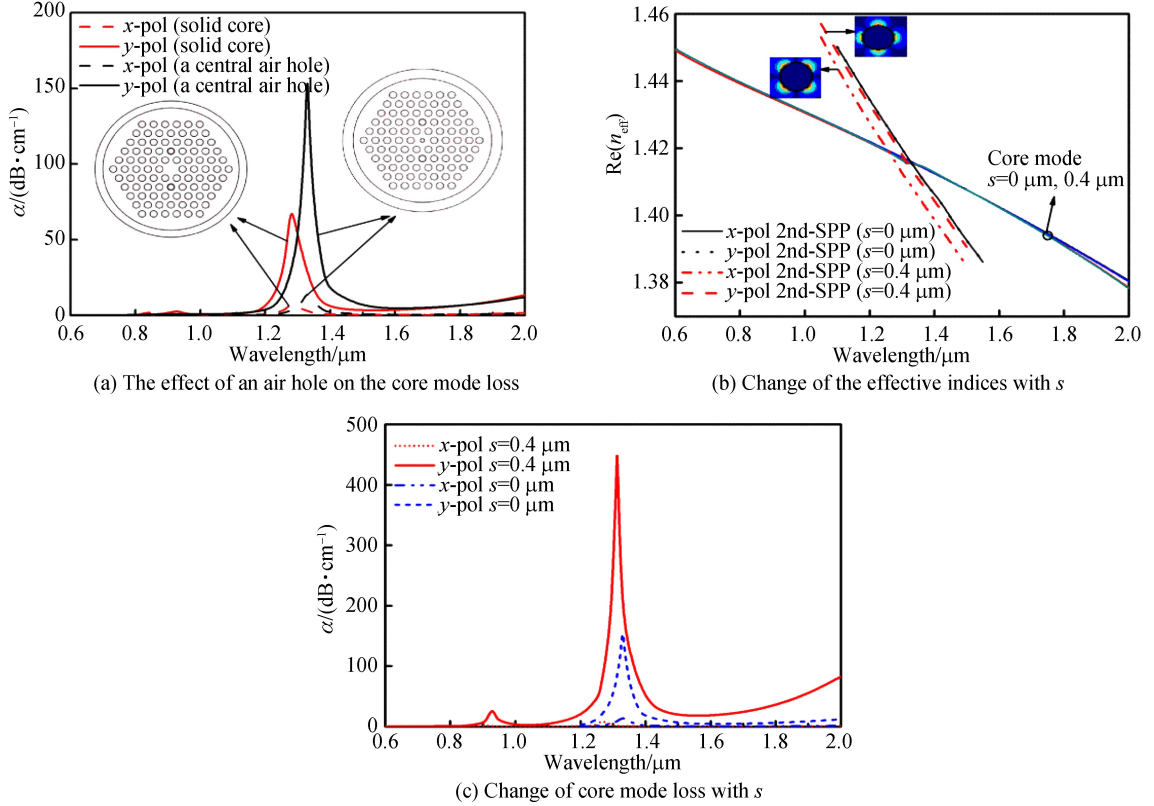 200
150
100
50
0
α/(dB·cm⁻¹)
x-pol (solid core)
y-pol (solid core)
x-pol (a central air hole)
y-pol (a central air hole)
0.6 0.8 1.0 1.2 1.4 1.6 1.8 2.0
Wavelength/μm
(a) The effect of an air hole on the core mode loss
1.46
1.44
1.42
1.40
1.38
Re(n_eff)
Core mode
s=0 μm, 0.4 μm
x-pol 2nd-SPP (s=0 μm)
y-pol 2nd-SPP (s=0 μm)
x-pol 2nd-SPP (s=0.4 μm)
y-pol 2nd-SPP (s=0.4 μm)
0.6 0.8 1.0 1.2 1.4 1.6 1.8 2.0
Wavelength/μm
(b) Change of the effective indices with s
500
400
300
200
100
0
α/(dB·cm⁻¹)
x-pol s=0.4 μm
y-pol s=0.4 μm
x-pol s=0 μm
y-pol s=0 μm
0.6 0.8 1.0 1.2 1.4 1.6 1.8 2.0
Wavelength/μm
(c) Change of core mode loss with s